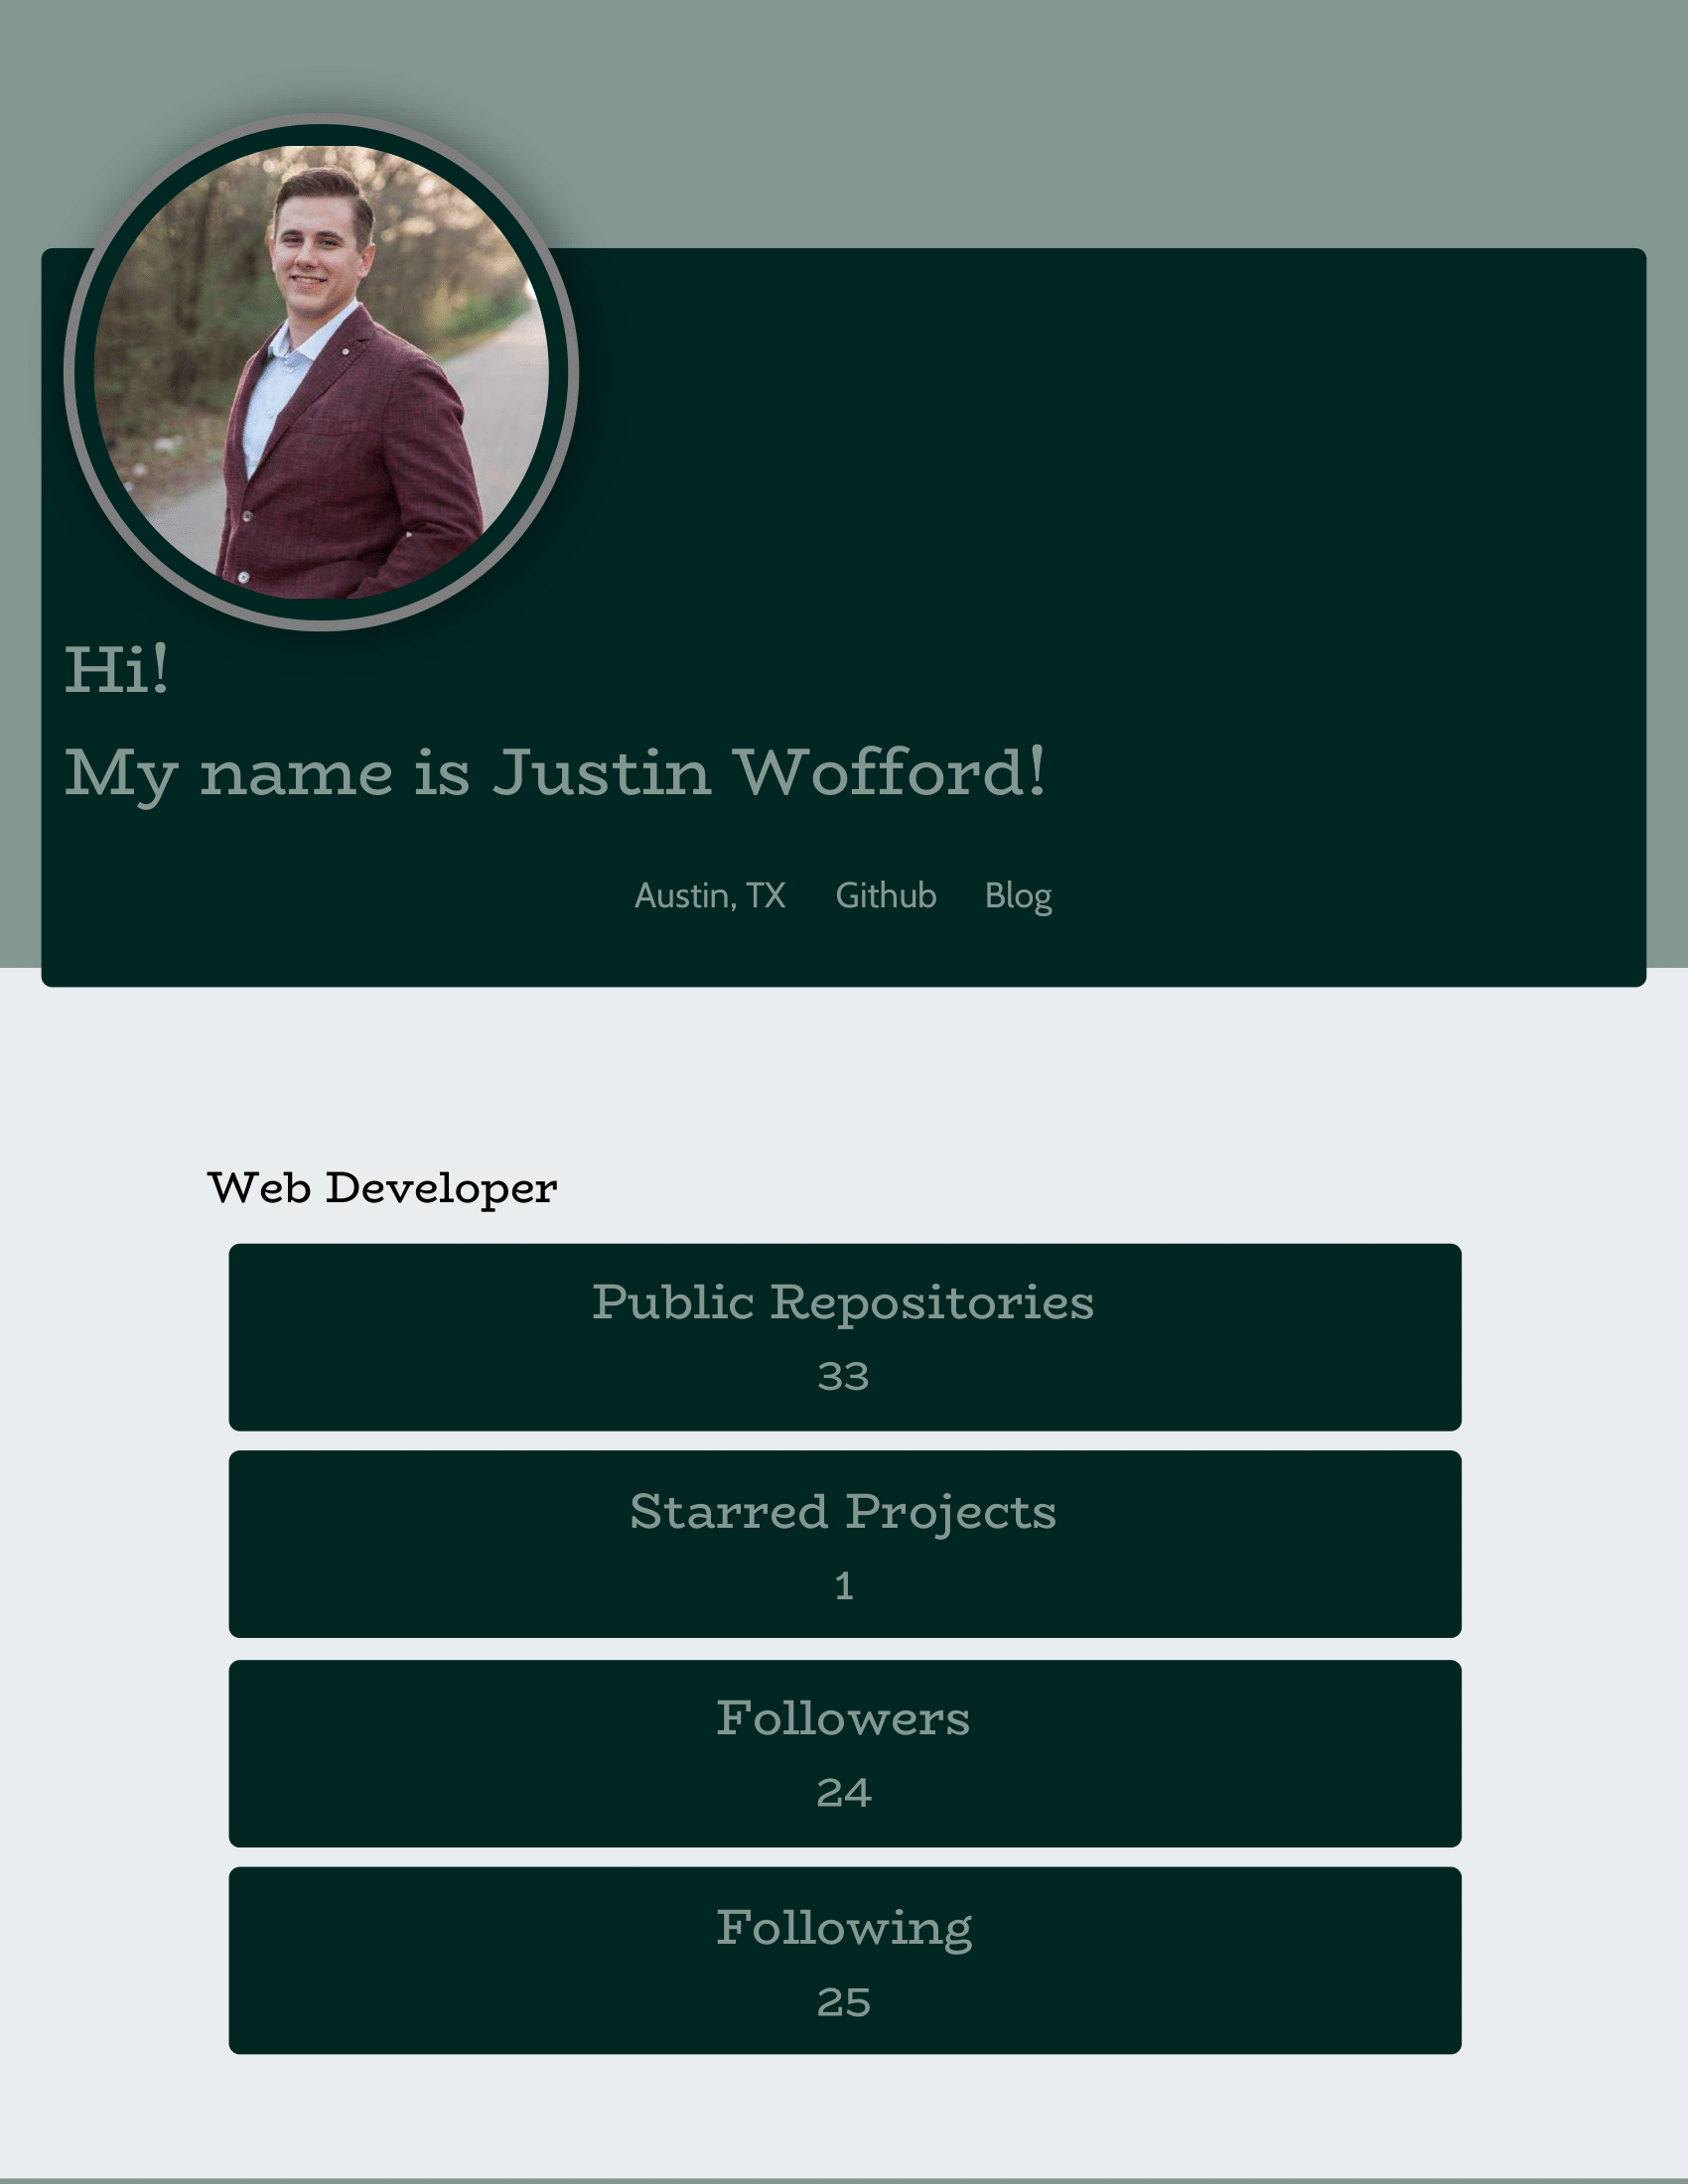 Hi!
My name is Justin Wofford!
Austin, TX Github Blog
Web Developer
Public Repositories
33
Starred Projects
1
Followers
24
Following
25